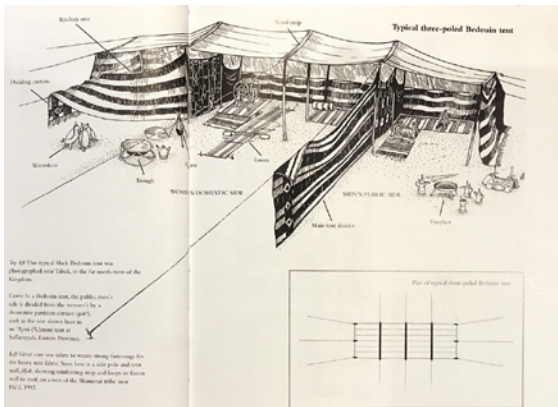 Kitchen area
Roof strip
Typical three-poled Bedouin tent
Dividing curtain
Waterskins
Trough
Loom
WOMEN'S/DOMESTIC SIDE
MEN'S/PUBLIC SIDE
Main tent divider
Fireplace
Top left This typical black Bedouin tent was
photographed near Tabuk, in the far north-west of the
Kingdom.
Centre In a Bedouin tent, the public, men's
side is divided from the women's by a
decorative partition curtain (qati'),
such as the one shown here in
an 'Ajmi ('Ujman) tent at
Eastern Province.
Left Great care was taken to weave strong fastenings for
the heavy tent fabric. Seen here is a side pole and tent
wall, showing reinforcing strip and loops to fasten
wall to roof, on a tent of the Shammar tribe near
Ha'il, 1992.
Plan of typical three-poled Bedouin tent